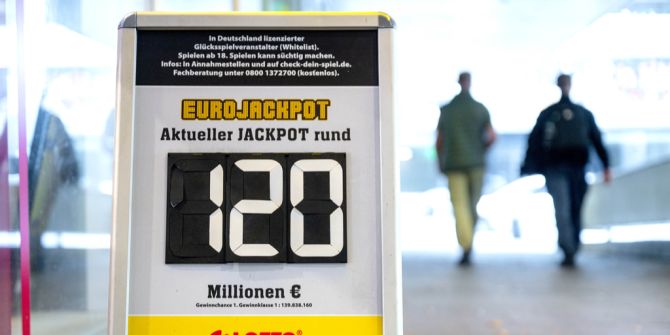 In Deutschland lizenzierter
Glücksspielveranstalter (Whitelist).
Spielen ab 18. Spielen kann süchtig machen.
Infos: In Annahmestellen und auf check-dein-spiel.de.
Fachberatung unter 0800 1372700 (kostenlos).
EUROJACKPOT
Aktueller JACKPOT rund
120
Millionen €
Gewinnchance 1. Gewinnklasse 1 : 139.838.160
LOTTO®